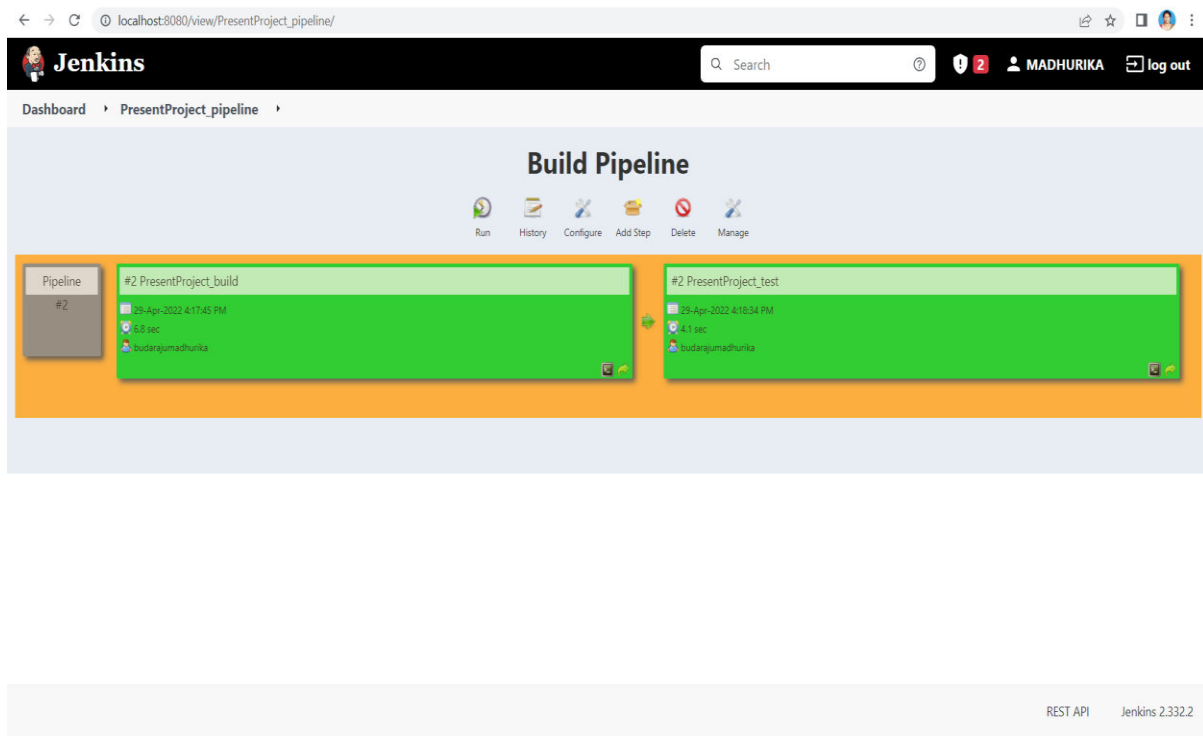 localhost:8080/view/PresentProject_pipeline/
Jenkins
Search
2
MADHURIKA
log out
Dashboard
PresentProject_pipeline
Build Pipeline
Run
History
Configure
Add Step
Delete
Manage
Pipeline
#2
#2 PresentProject_build
29-Apr-2022 4:17:45 PM
6.8 sec
budarajumadhurika
#2 PresentProject_test
29-Apr-2022 4:18:34 PM
4.1 sec
budarajumadhurika
REST API
Jenkins 2.332.2